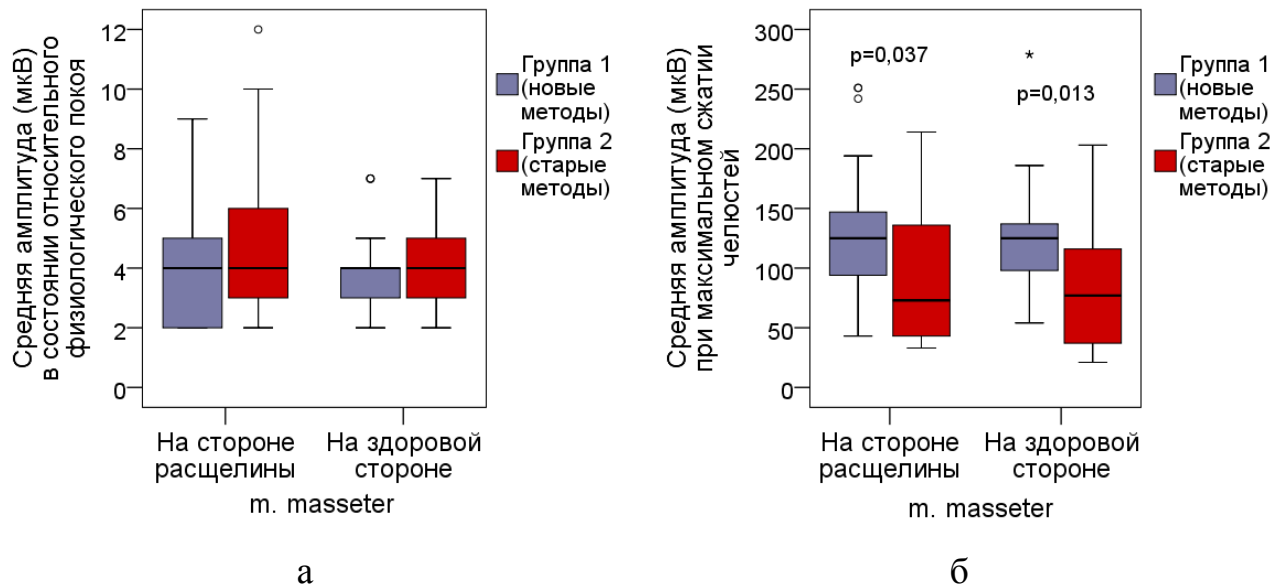 Средняя амплитуда (мкВ)
в состоянии относительного
физиологического покоя
12
10
8
6
4
2
0
На стороне
расщелины
На здоровой
стороне
m. masseter
Группа 1
(новые
методы)
Группа 2
(старые
методы)
а
Средняя амплитуда (мкВ)
при максимальном сжатии
челюстей
300
250
200
150
100
50
0
p=0,037
p=0,013
*
На стороне
расщелины
На здоровой
стороне
m. masseter
Группа 1
(новые
методы)
Группа 2
(старые
методы)
б